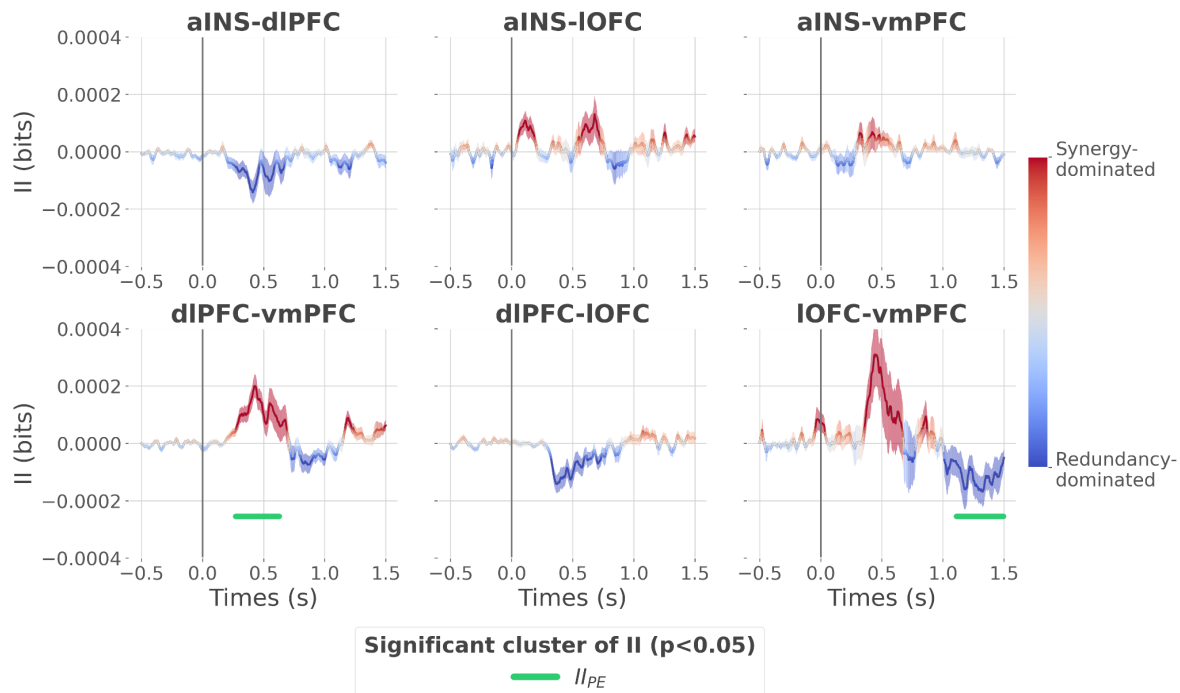 aINS-dlPFC
aINS-lOFC
aINS-vmPFC
0.0004
0.0002
0.0000
−0.0002
−0.0004
II (bits)
−0.5 0.0 0.5 1.0 1.5
−0.5 0.0 0.5 1.0 1.5
−0.5 0.0 0.5 1.0 1.5
Synergy-
dominated
Redundancy-
dominated
dlPFC-vmPFC
dlPFC-lOFC
lOFC-vmPFC
0.0004
0.0002
0.0000
−0.0002
−0.0004
II (bits)
−0.5 0.0 0.5 1.0 1.5
−0.5 0.0 0.5 1.0 1.5
−0.5 0.0 0.5 1.0 1.5
Times (s)
Times (s)
Times (s)
Significant cluster of II (p<0.05)
II_PE